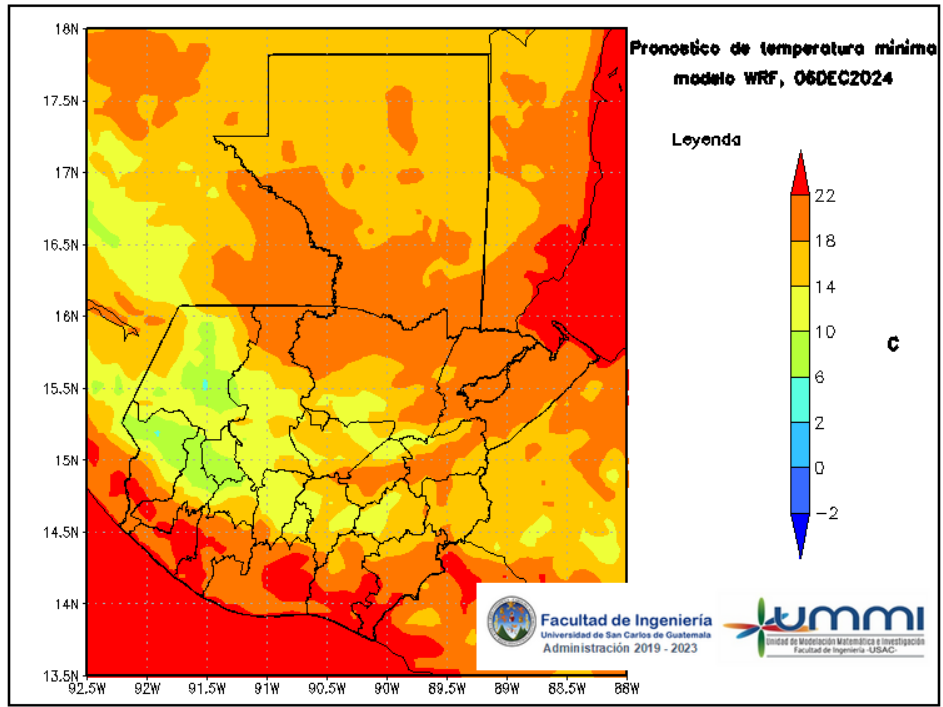 Pronostico de temperatura minima
modelo WRF, 06DEC2024
Leyenda
22
18
14
10
6
2
0
−2
C
18N
17.5N
17N
16.5N
16N
15.5N
15N
14.5N
14N
13.5N
92.5W
92W
91.5W
91W
90.5W
90W
89.5W
89W
88.5W
88W
Facultad de Ingeniería
Universidad de San Carlos de Guatemala
Administración 2019 - 2023
ummi
Unidad de Modelación Matemática e Investigación
Facultad de Ingeniería -USAC-